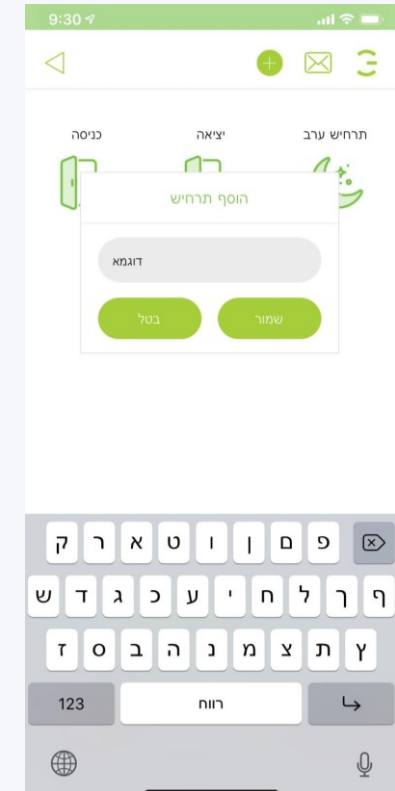 9:30
תרחיש ערב
יציאה
כניסה
הוסף תרחיש
דוגמא
שמור
בטל
ק ר א ט ו ן ם פ
ש ד ג כ ע י ח ל ך ף
ז ס ב ה נ מ צ ת ץ
123
רווח